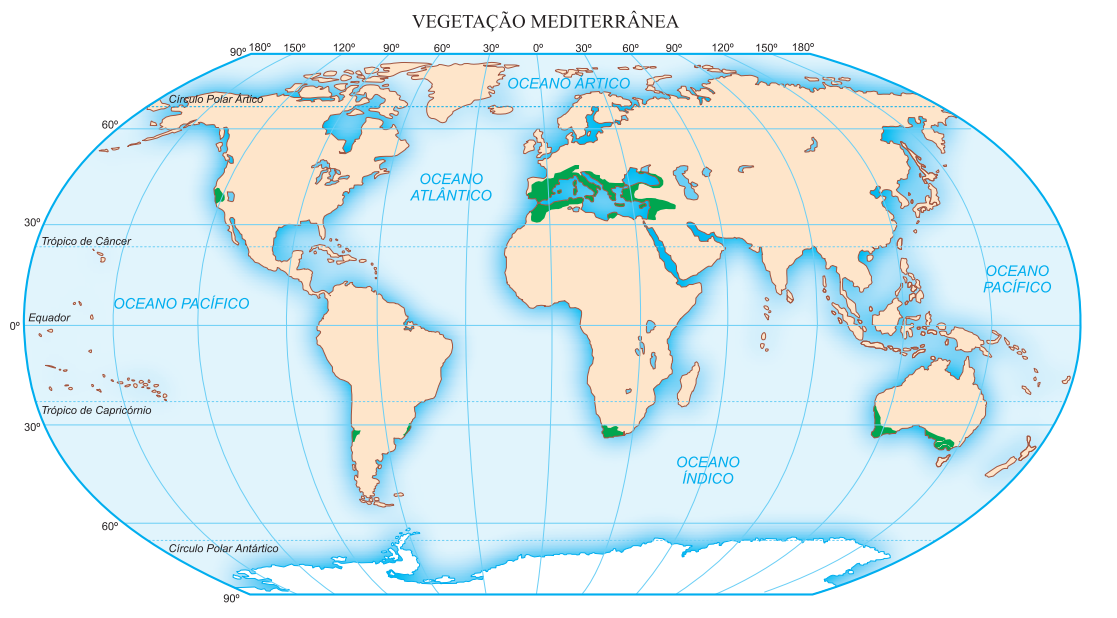 VEGETAÇÃO MEDITERRÂNEA
90º 180º 150º 120º 90º 60º 30º 0º 30º 60º 90º 120º 150º 180º
OCEANO ÁRTICO
Círculo Polar Ártico
60º
OCEANO
ATLÂNTICO
30º
Trópico de Câncer
OCEANO
PACÍFICO
OCEANO PACÍFICO
Equador
0º
Trópico de Capricórnio
30º
OCEANO
ÍNDICO
60º
Círculo Polar Antártico
90º